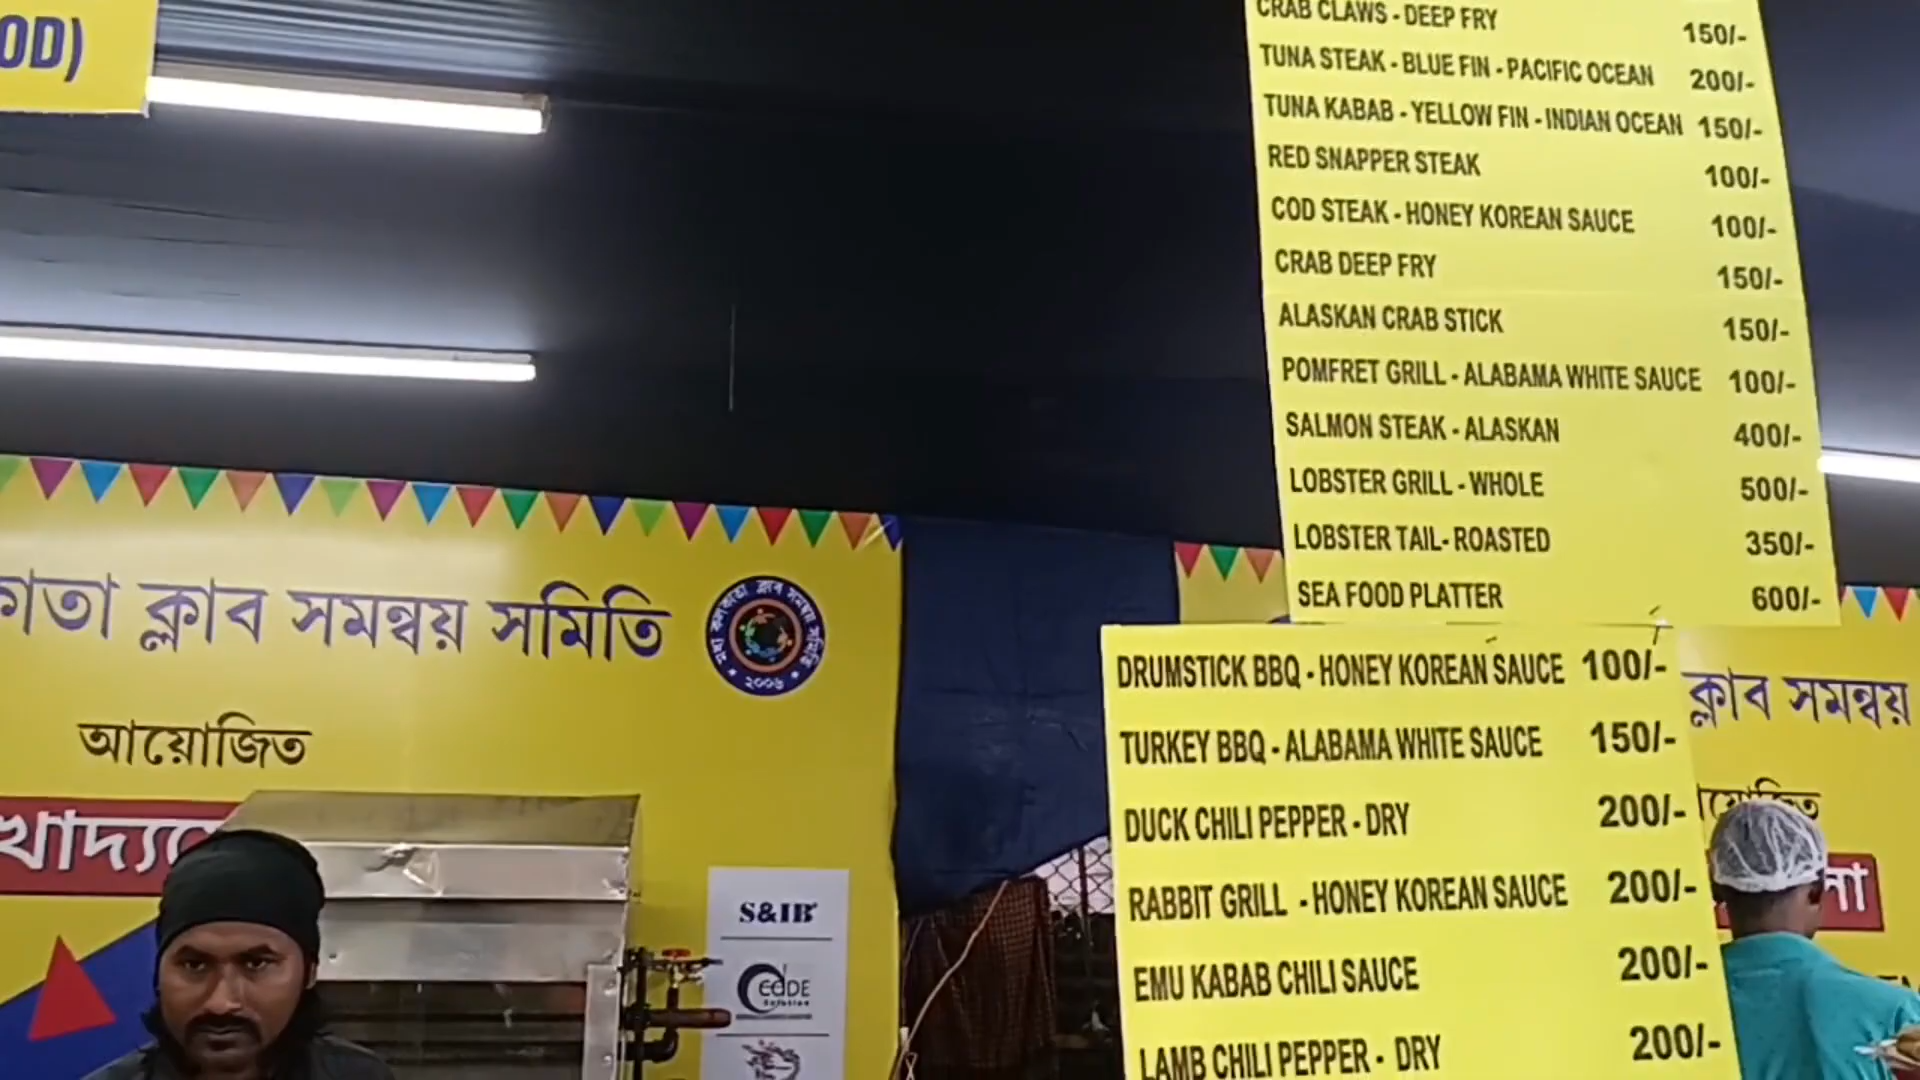 OD)
CRAB CLAWS - DEEP FRY 150/-
TUNA STEAK - BLUE FIN - PACIFIC OCEAN 200/-
TUNA KABAB - YELLOW FIN - INDIAN OCEAN 150/-
RED SNAPPER STEAK 100/-
COD STEAK - HONEY KOREAN SAUCE 100/-
CRAB DEEP FRY 150/-
ALASKAN CRAB STICK 150/-
POMFRET GRILL - ALABAMA WHITE SAUCE 100/-
SALMON STEAK - ALASKAN 400/-
LOBSTER GRILL - WHOLE 500/-
LOBSTER TAIL- ROASTED 350/-
SEA FOOD PLATTER 600/-
DRUMSTICK BBQ - HONEY KOREAN SAUCE 100/-
TURKEY BBQ - ALABAMA WHITE SAUCE 150/-
DUCK CHILI PEPPER - DRY 200/-
RABBIT GRILL - HONEY KOREAN SAUCE 200/-
EMU KABAB CHILI SAUCE 200/-
LAMB CHILI PEPPER - DRY 200/-
কাতা ক্লাব সমন্বয় সমিতি
২০০৬
আয়োজিত
খাদ্যমে
S&IB
edDE
Solution
ক্লাব সমন্বয়
য়োজিত
লা